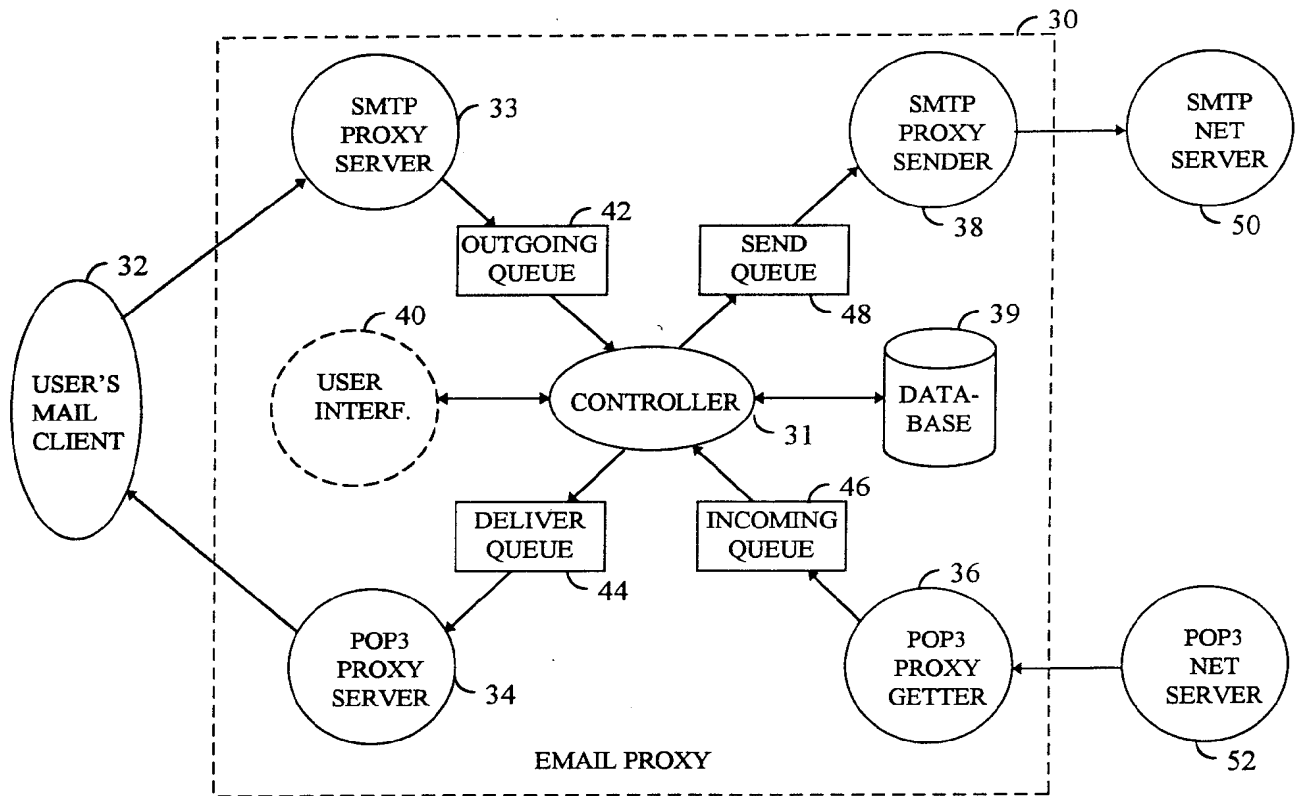 30
SMTP
PROXY
SERVER
33
SMTP
PROXY
SENDER
38
SMTP
NET
SERVER
50
42
OUTGOING
QUEUE
SEND
QUEUE
48
32
USER'S
MAIL
CLIENT
40
USER
INTERF.
CONTROLLER
31
39
DATA-
BASE
DELIVER
QUEUE
44
46
INCOMING
QUEUE
POP3
PROXY
SERVER
34
36
POP3
PROXY
GETTER
POP3
NET
SERVER
52
EMAIL PROXY